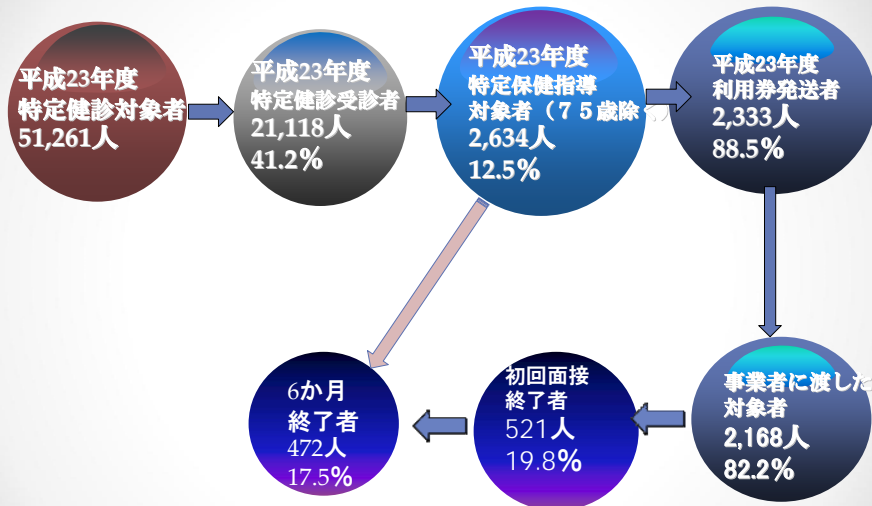 平成23年度
特定健診対象者
51,261人
平成23年度
特定健診受診者
21,118人
41.2%
平成23年度
特定保健指導
対象者（７５歳除く）
2,634人
12.5%
平成23年度
利用券発送者
2,333人
88.5%
事業者に渡した
対象者
2,168人
82.2%
初回面接
終了者
521人
19.8%
6か月
終了者
472人
17.5%